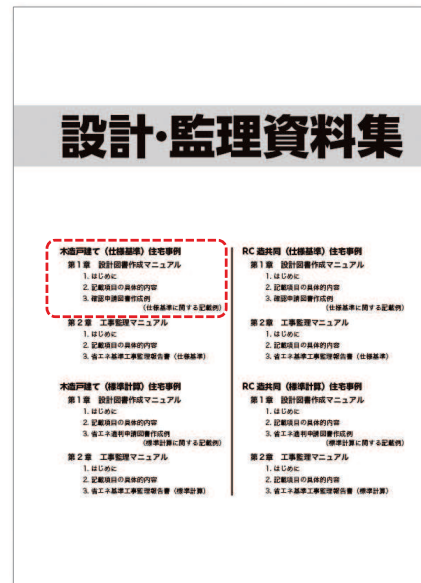 設計・監理資料集
木造戸建て（仕様基準）住宅事例
第1章 設計図書作成マニュアル
1. はじめに
2. 記載項目の具体的内容
3. 確認申請図書作成例
（仕様基準に関する記載例）
第2章 工事監理マニュアル
1. はじめに
2. 記載項目の具体的内容
3. 省エネ基準工事監理報告書（仕様基準）
木造戸建て（標準計算）住宅事例
第1章 設計図書作成マニュアル
1. はじめに
2. 記載項目の具体的内容
3. 省エネ適判申請図書作成例
（標準計算に関する記載例）
第2章 工事監理マニュアル
1. はじめに
2. 記載項目の具体的内容
3. 省エネ基準工事監理報告書（標準計算）
RC造共同（仕様基準）住宅事例
第1章 設計図書作成マニュアル
1. はじめに
2. 記載項目の具体的内容
3. 確認申請図書作成例
（仕様基準に関する記載例）
第2章 工事監理マニュアル
1. はじめに
2. 記載項目の具体的内容
3. 省エネ基準工事監理報告書（仕様基準）
RC造共同（標準計算）住宅事例
第1章 設計図書作成マニュアル
1. はじめに
2. 記載項目の具体的内容
3. 省エネ適判申請図書作成例
（標準計算に関する記載例）
第2章 工事監理マニュアル
1. はじめに
2. 記載項目の具体的内容
3. 省エネ基準工事監理報告書（標準計算）